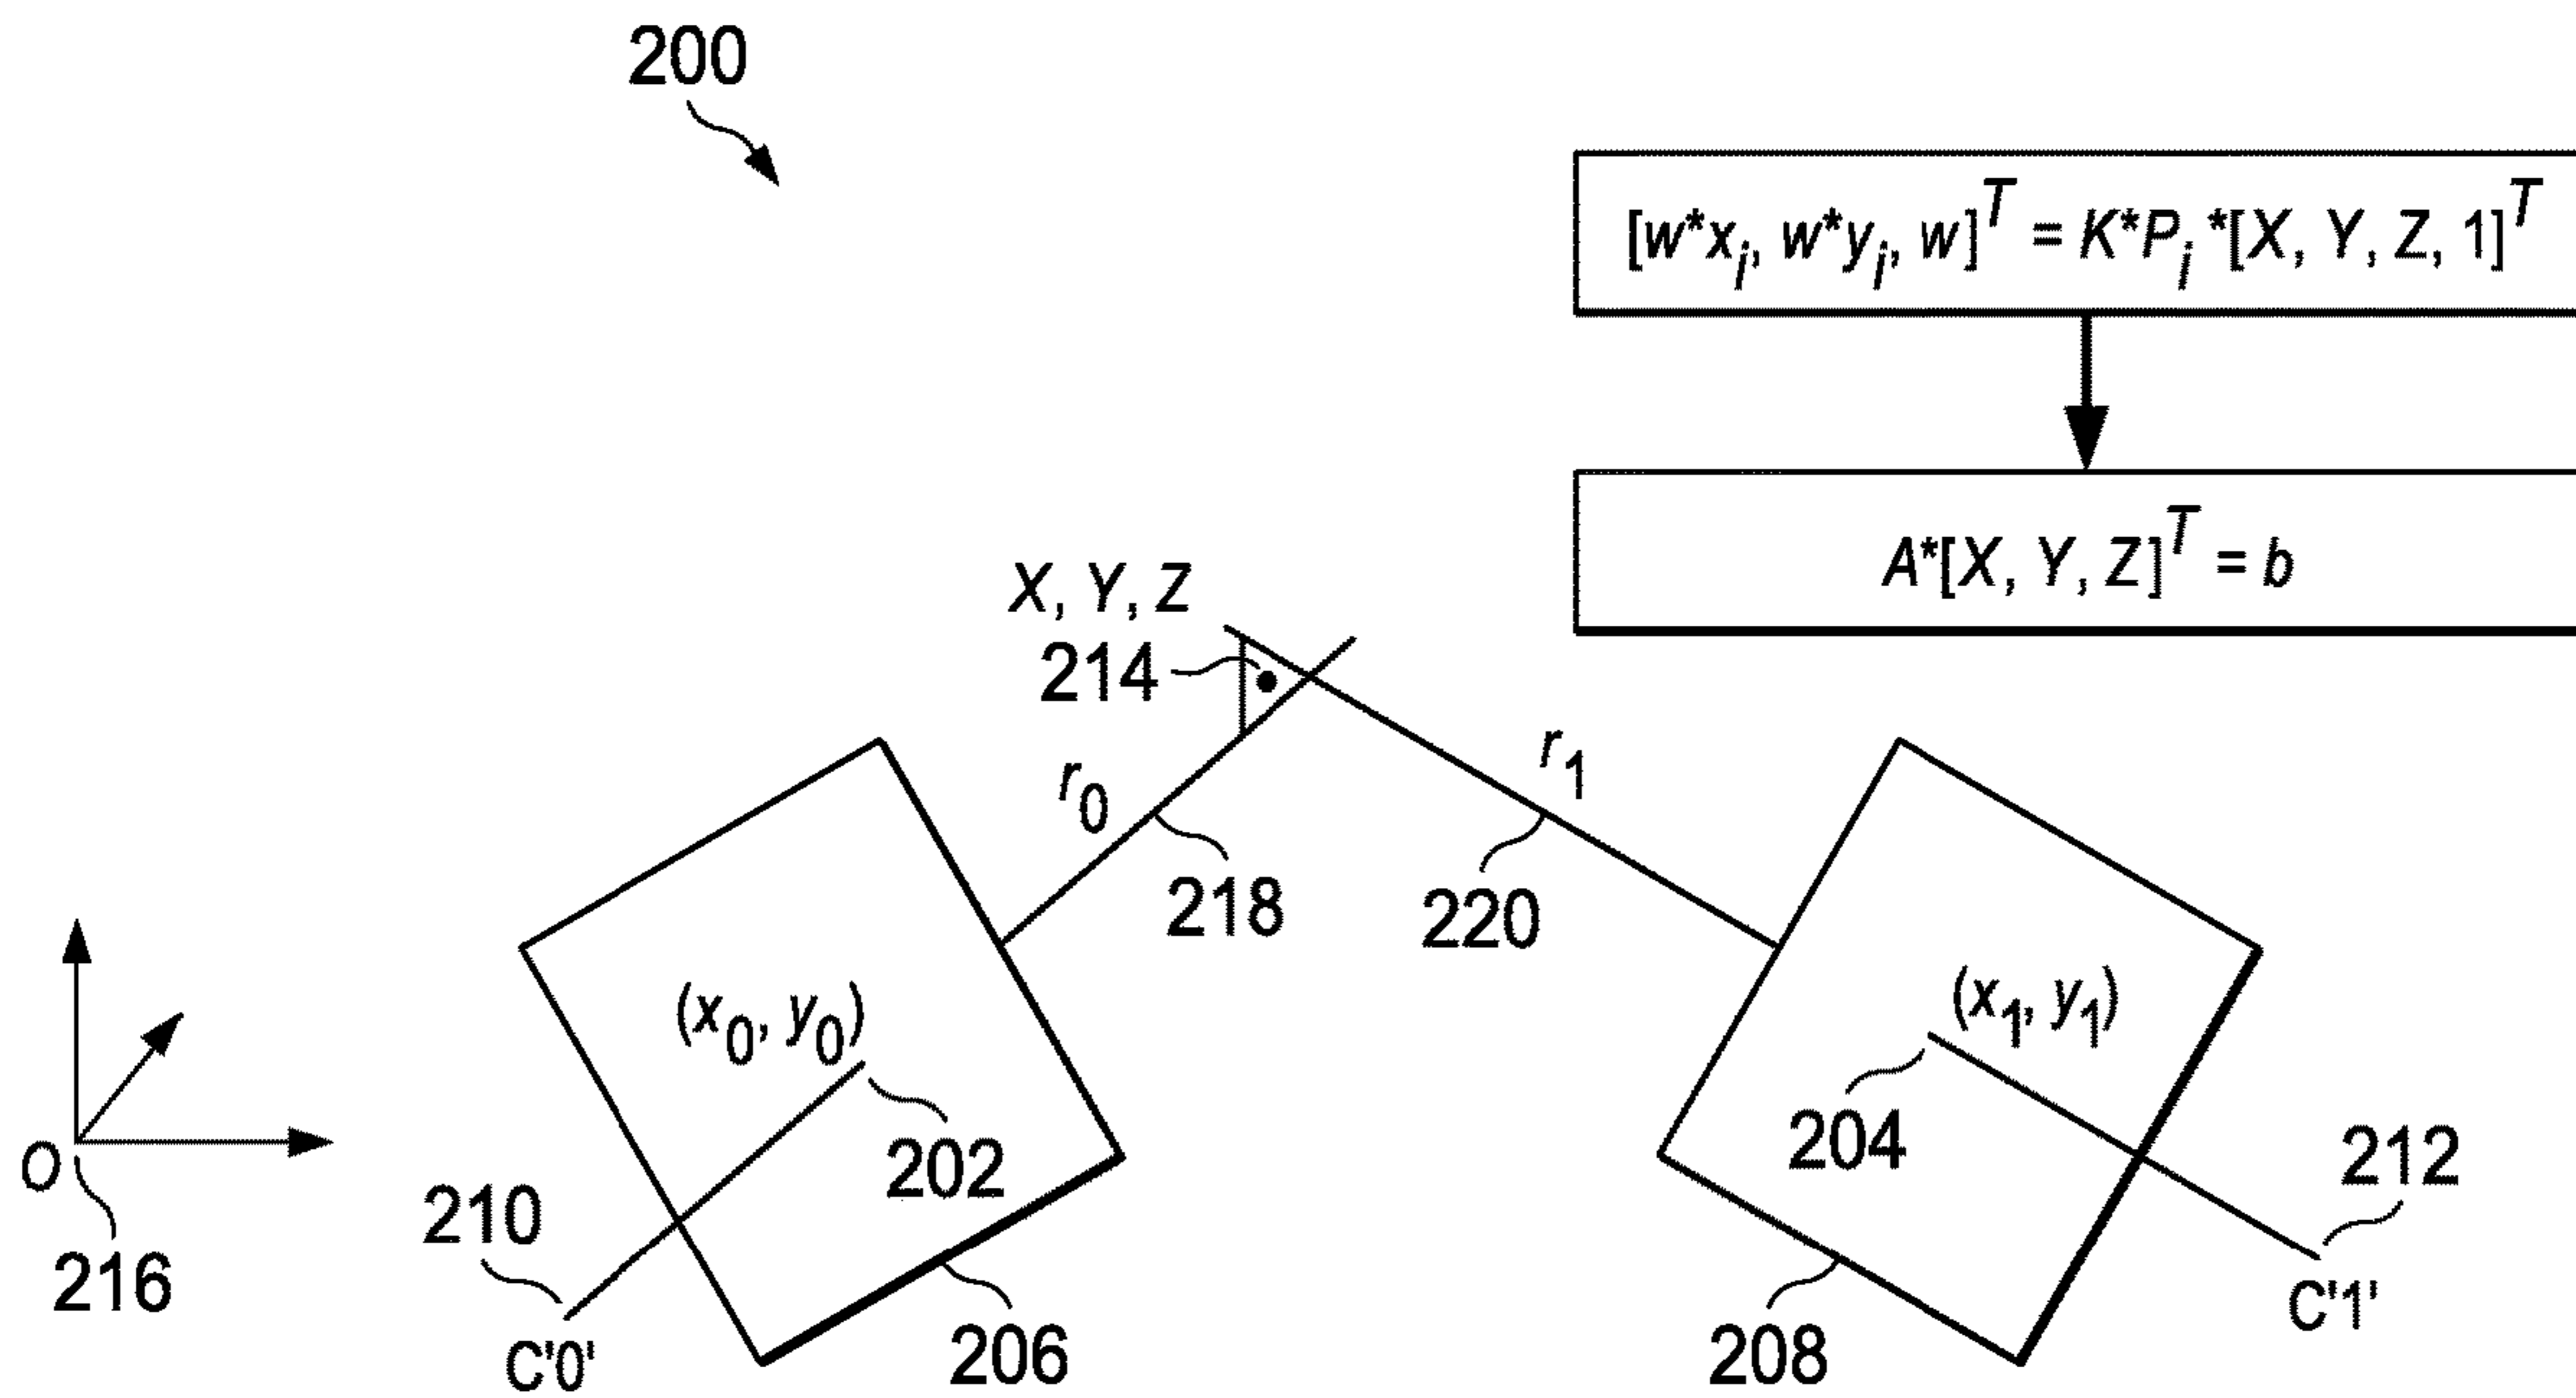 200
[w*x_i, w*y_i, w]^T = K*P_i*[X, Y, Z, 1]^T
A*[X, Y, Z]^T = b
X, Y, Z
214
r_0
r_1
218
220
(x_0, y_0)
(x_1, y_1)
202
204
O
216
210
212
C'0'
C'1'
206
208